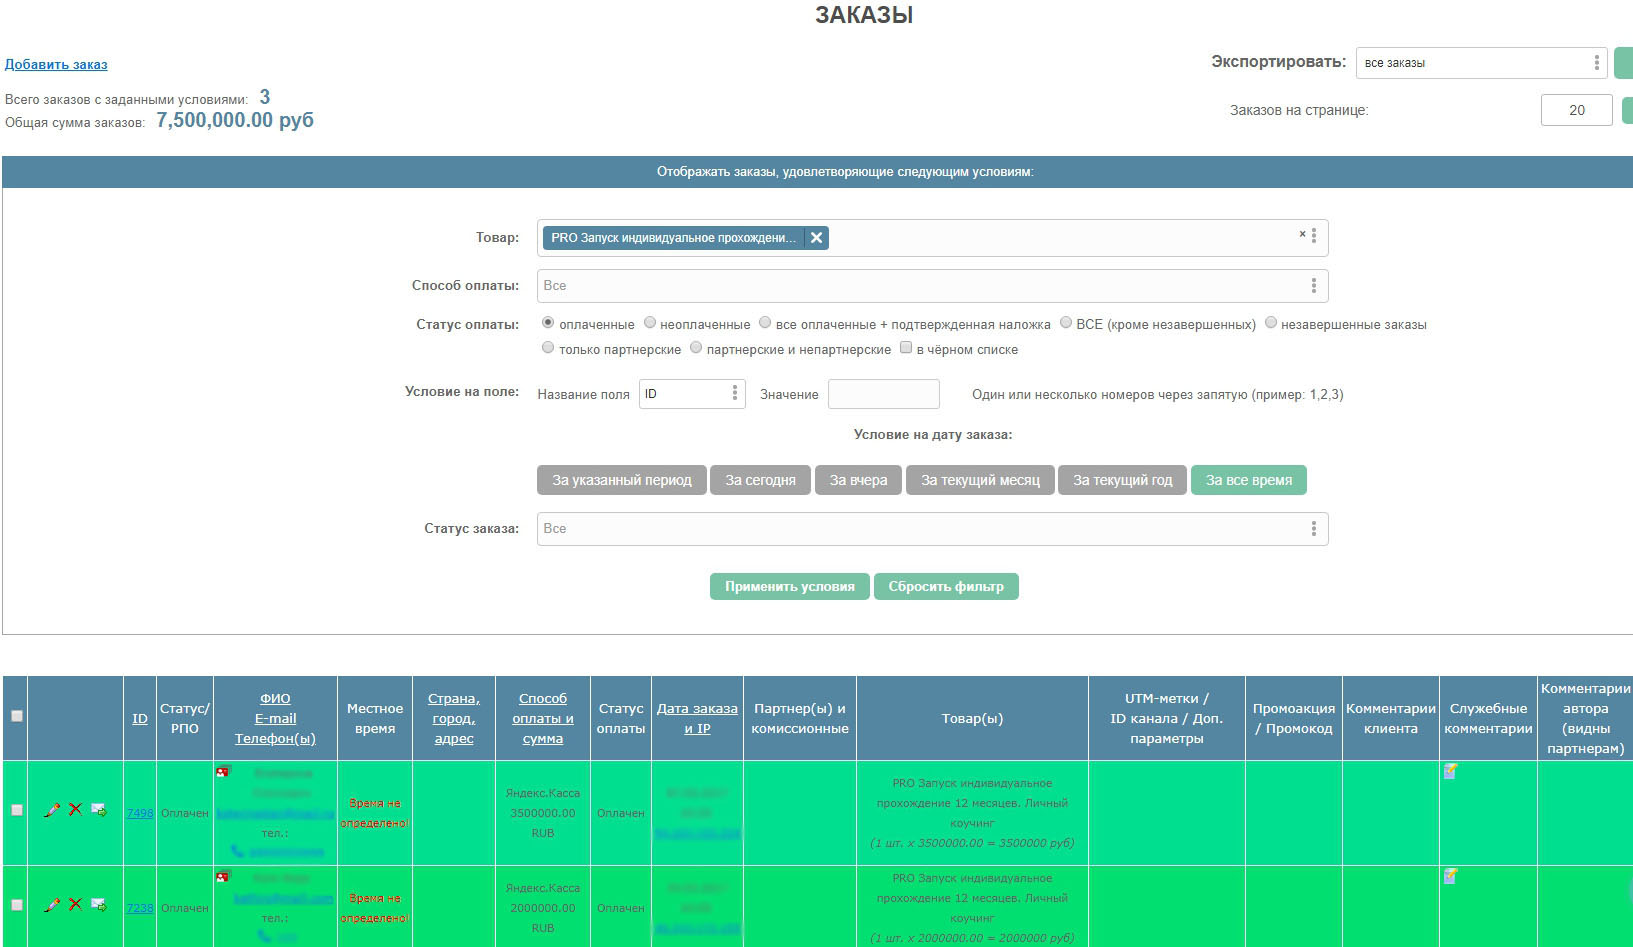 ЗАКАЗЫ
Добавить заказ
Экспортировать: все заказы
Всего заказов с заданными условиями: 3
Общая сумма заказов: 7,500,000.00 руб
Заказов на странице: 20
Отображать заказы, удовлетворяющие следующим условиям:
Товар: PRO Запуск индивидуальное прохождени...
Способ оплаты: Все
Статус оплаты: оплаченные неоплаченные все оплаченные + подтвержденная наложка ВСЕ (кроме незавершенных) незавершенные заказы
только партнерские партнерские и непартнерские в чёрном списке
Условие на поле: Название поля ID Значение Один или несколько номеров через запятую (пример: 1,2,3)
Условие на дату заказа:
За указанный период За сегодня За вчера За текущий месяц За текущий год За все время
Статус заказа: Все
Применить условия Сбросить фильтр
ID
Статус/
РПО
ФИО
E-mail
Телефон(ы)
Местное
время
Страна,
город,
адрес
Способ
оплаты и
сумма
Статус
оплаты
Дата заказа
и IP
Партнер(ы) и
комиссионные
Товар(ы)
UTM-метки /
ID канала / Доп.
параметры
Промоакция
/ Промокод
Комментарии
клиента
Служебные
комментарии
Комментарии
автора
(видны
партнерам)
7498
Оплачен
тел.:
Время не
определено!
Яндекс.Касса
3500000.00
RUB
Оплачен
PRO Запуск индивидуальное
прохождение 12 месяцев. Личный
коучинг
(1 шт. x 3500000.00 = 3500000 руб)
7238
Оплачен
тел.:
Время не
определено!
Яндекс.Касса
2000000.00
RUB
Оплачен
PRO Запуск индивидуальное
прохождение 12 месяцев. Личный
коучинг
(1 шт. x 2000000.00 = 2000000 руб)